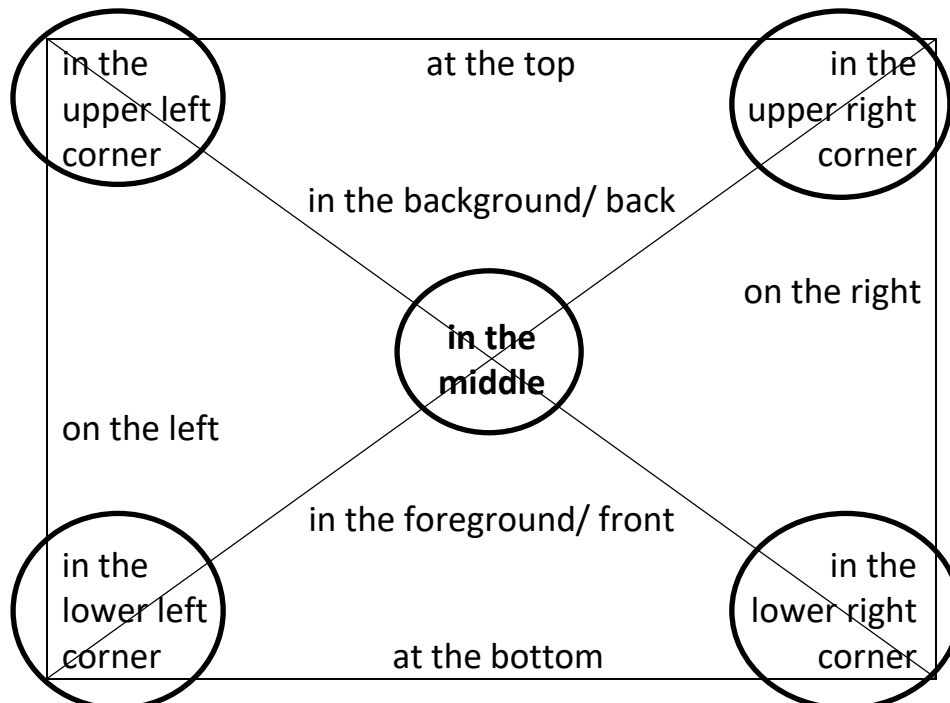 in the
upper left
corner
at the top
in the
upper right
corner
in the background/ back
on the right
in the
middle
on the left
in the foreground/ front
in the
lower left
corner
at the bottom
in the
lower right
corner